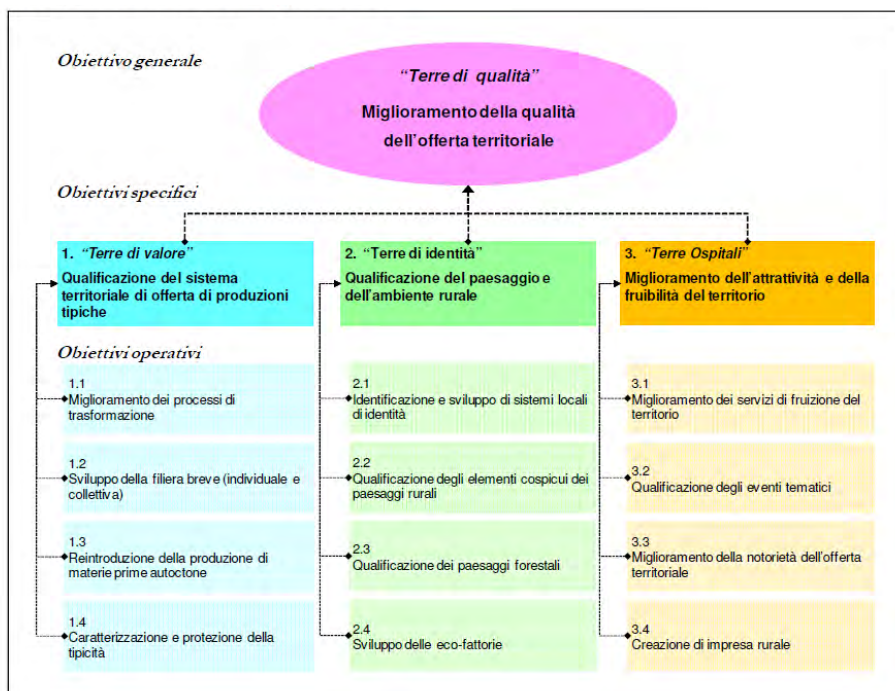 Obiettivo generale
“Terre di qualità”
Miglioramento della qualità
dell’offerta territoriale
Obiettivi specifici
1. “Terre di valore”
Qualificazione del sistema
territoriale di offerta di produzioni
tipiche
2. “Terre di identità”
Qualificazione del paesaggio e
dell’ambiente rurale
3. “Terre Ospitali”
Miglioramento dell’attrattività e della
fruibilità del territorio
Obiettivi operativi
1.1
Miglioramento dei processi di
trasformazione
1.2
Sviluppo della filiera breve (individuale e
collettiva)
1.3
Reintroduzione della produzione di
materie prime autoctone
1.4
Caratterizzazione e protezione della
tipicità
2.1
Identificazione e sviluppo di sistemi locali
di identità
2.2
Qualificazione degli elementi cospicui dei
paesaggi rurali
2.3
Qualificazione dei paesaggi forestali
2.4
Sviluppo delle eco-fattorie
3.1
Miglioramento dei servizi di fruizione del
territorio
3.2
Qualificazione degli eventi tematici
3.3
Miglioramento della notorietà dell’offerta
territoriale
3.4
Creazione di impresa rurale